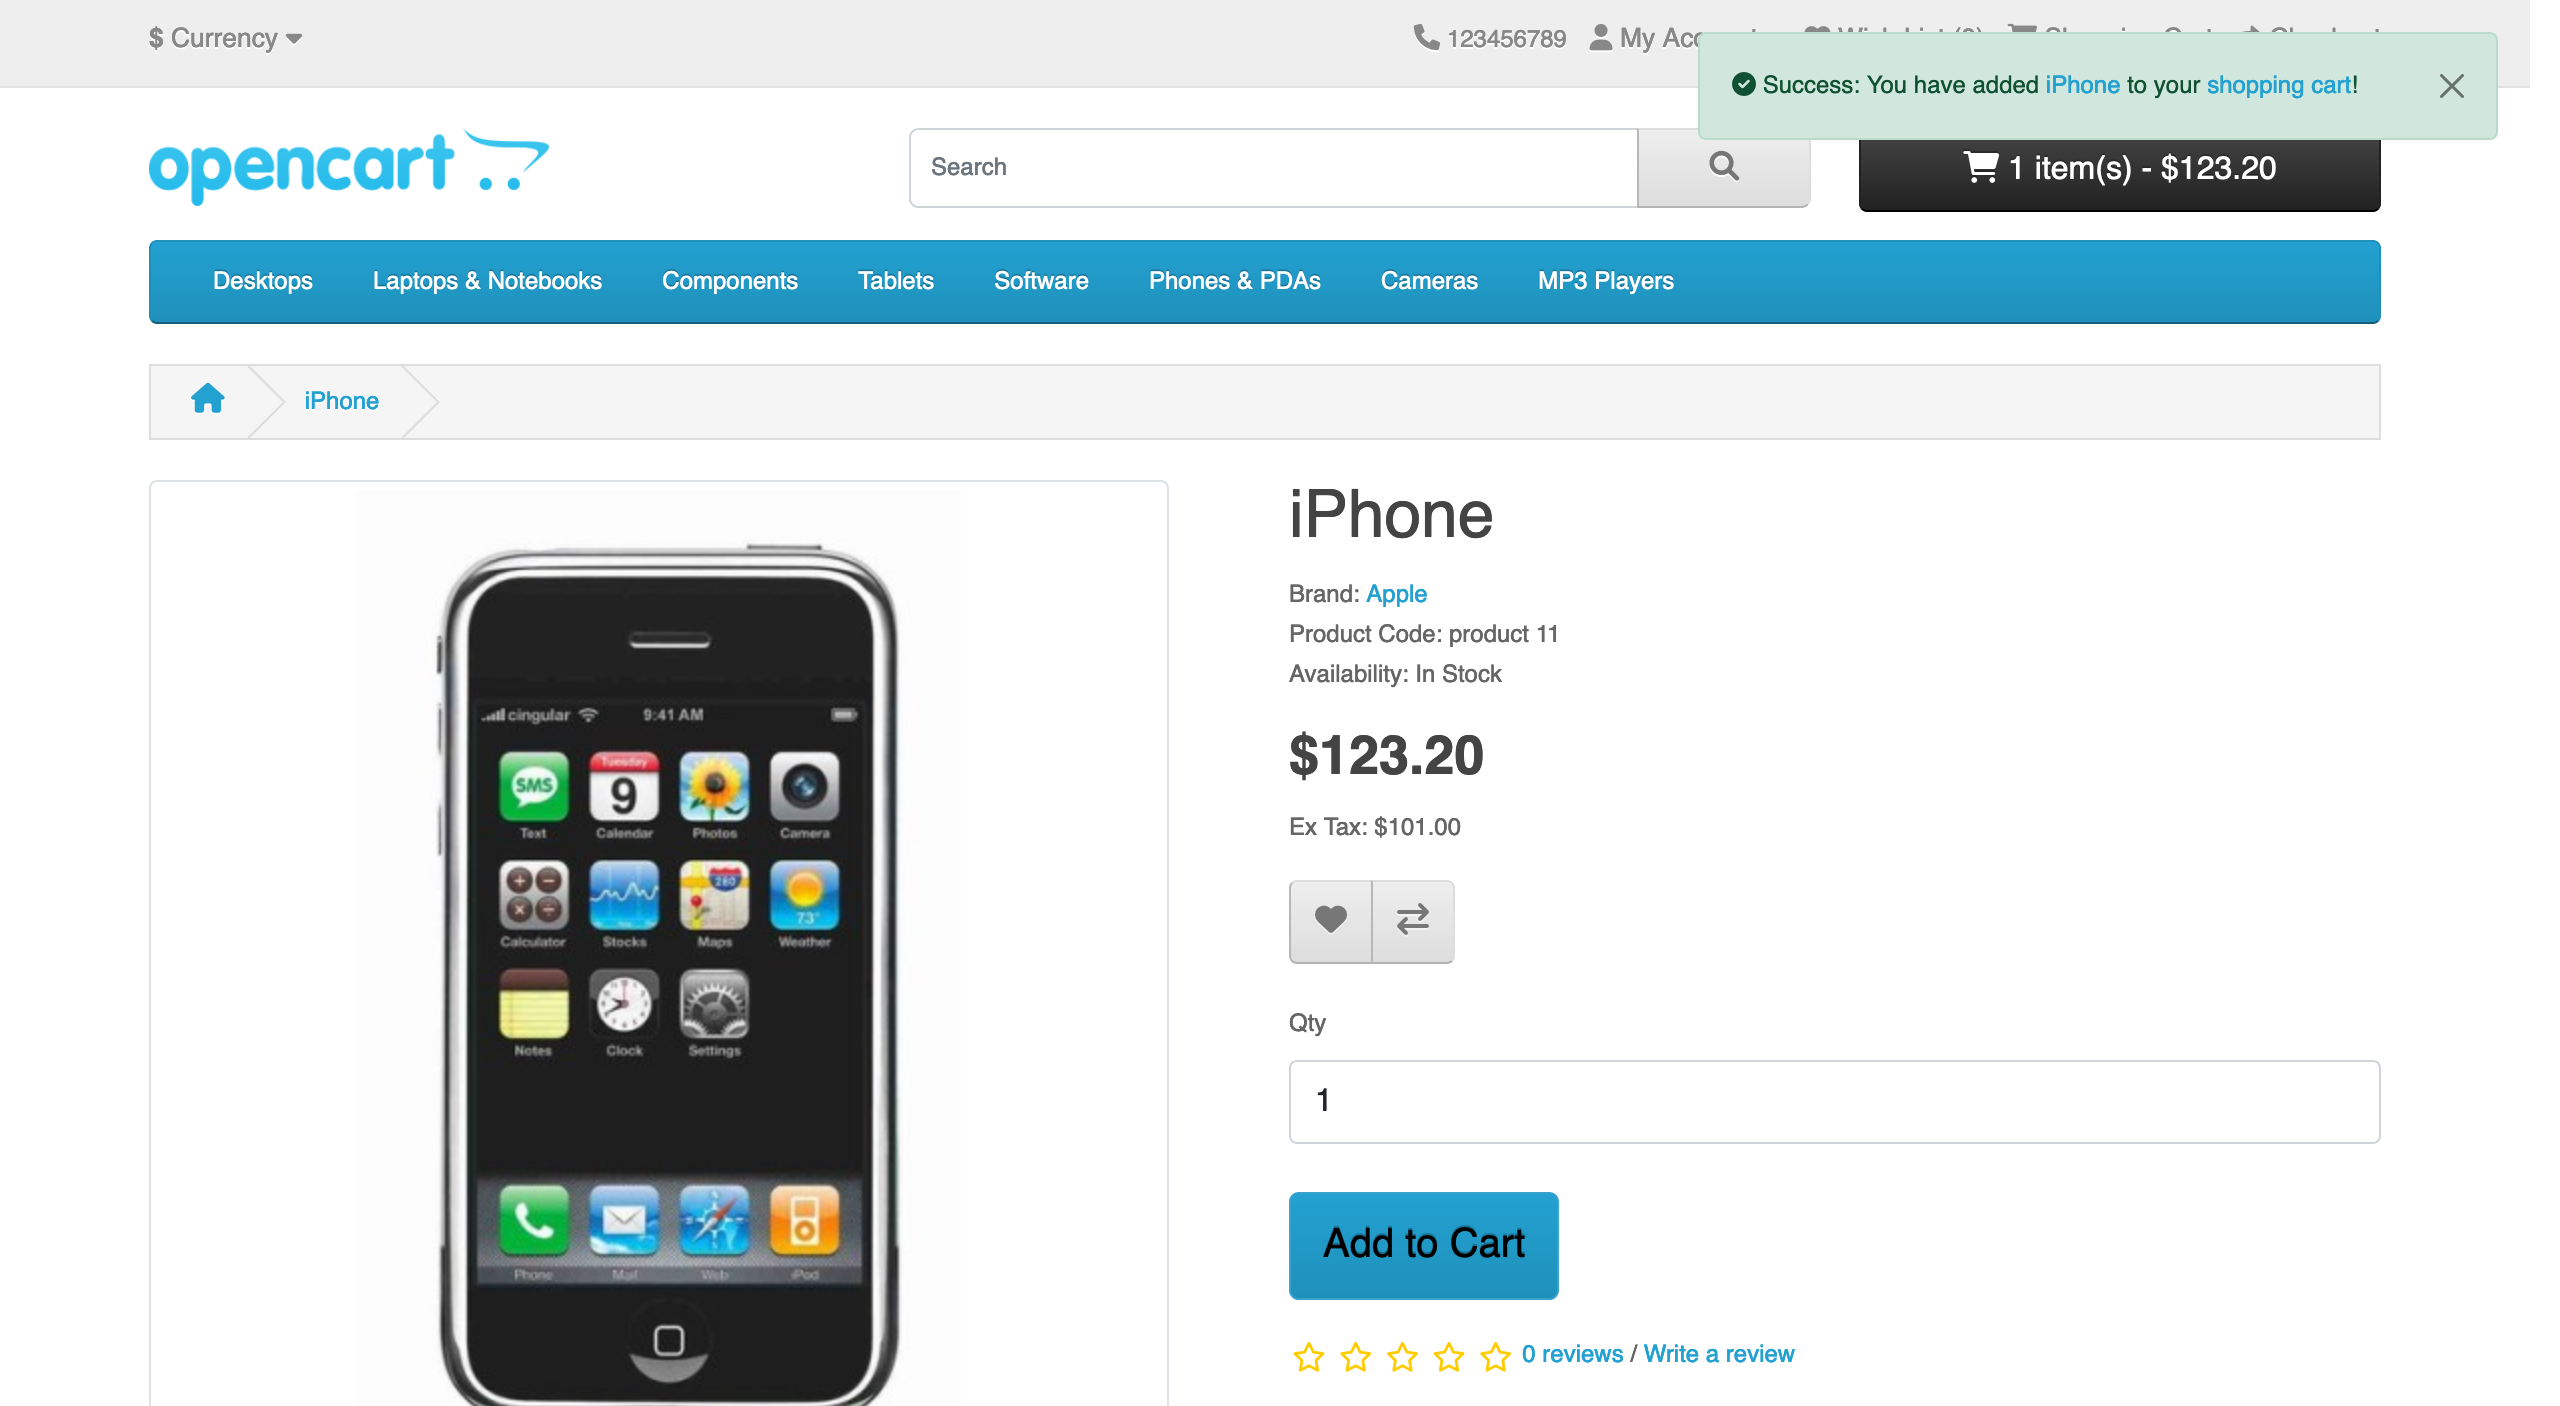 $ Currency
123456789 My Acc
Success: You have added iPhone to your shopping cart!
opencart
Search
1 item(s) - $123.20
Desktops Laptops & Notebooks Components Tablets Software Phones & PDAs Cameras MP3 Players
iPhone
iPhone
Brand: Apple
Product Code: product 11
Availability: In Stock
$123.20
Ex Tax: $101.00
Qty
1
Add to Cart
0 reviews / Write a review
cingular 9:41 AM
Tuesday
SMS 9 280
Text Calendar Photos Camera
73°
Calculator Stocks Maps Weather
Notes Clock Settings
Phone Mail Web iPod